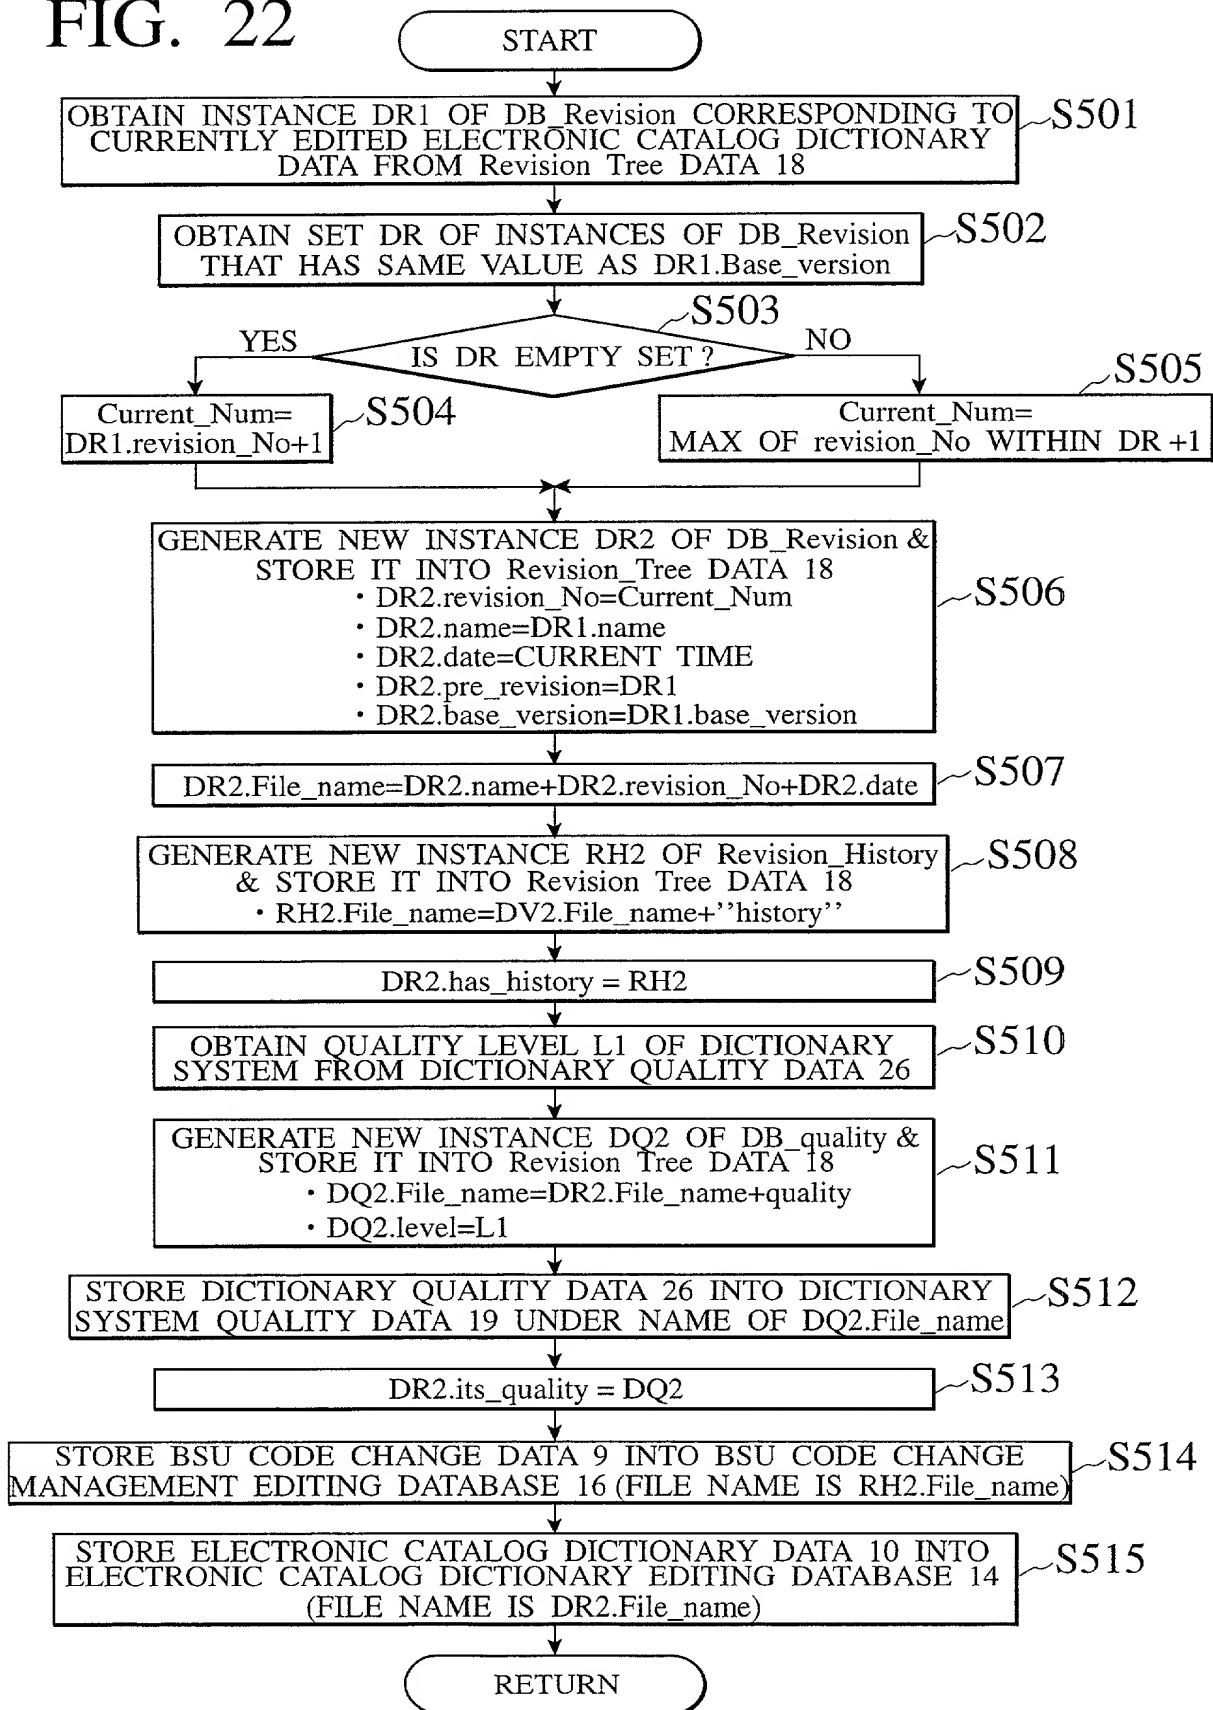 FIG. 22
START
OBTAIN INSTANCE DR1 OF DB_Revision CORRESPONDING TO
CURRENTLY EDITED ELECTRONIC CATALOG DICTIONARY
DATA FROM Revision Tree DATA 18
S501
OBTAIN SET DR OF INSTANCES OF DB_Revision
THAT HAS SAME VALUE AS DR1.Base_version
S502
S503
YES
IS DR EMPTY SET ?
NO
Current_Num=
DR1.revision_No+1
S504
S505
Current_Num=
MAX OF revision_No WITHIN DR +1
GENERATE NEW INSTANCE DR2 OF DB_Revision &
STORE IT INTO Revision_Tree DATA 18
・DR2.revision_No=Current_Num
・DR2.name=DR1.name
・DR2.date=CURRENT TIME
・DR2.pre_revision=DR1
・DR2.base_version=DR1.base_version
S506
DR2.File_name=DR2.name+DR2.revision_No+DR2.date
S507
GENERATE NEW INSTANCE RH2 OF Revision_History
& STORE IT INTO Revision Tree DATA 18
・RH2.File_name=DV2.File_name+’’history’’
S508
DR2.has_history = RH2
S509
OBTAIN QUALITY LEVEL L1 OF DICTIONARY
SYSTEM FROM DICTIONARY QUALITY DATA 26
S510
GENERATE NEW INSTANCE DQ2 OF DB_quality &
STORE IT INTO Revision Tree DATA 18
・DQ2.File_name=DR2.File_name+quality
・DQ2.level=L1
S511
STORE DICTIONARY QUALITY DATA 26 INTO DICTIONARY
SYSTEM QUALITY DATA 19 UNDER NAME OF DQ2.File_name
S512
DR2.its_quality = DQ2
S513
STORE BSU CODE CHANGE DATA 9 INTO BSU CODE CHANGE
MANAGEMENT EDITING DATABASE 16 (FILE NAME IS RH2.File_name)
S514
STORE ELECTRONIC CATALOG DICTIONARY DATA 10 INTO
ELECTRONIC CATALOG DICTIONARY EDITING DATABASE 14
(FILE NAME IS DR2.File_name)
S515
RETURN